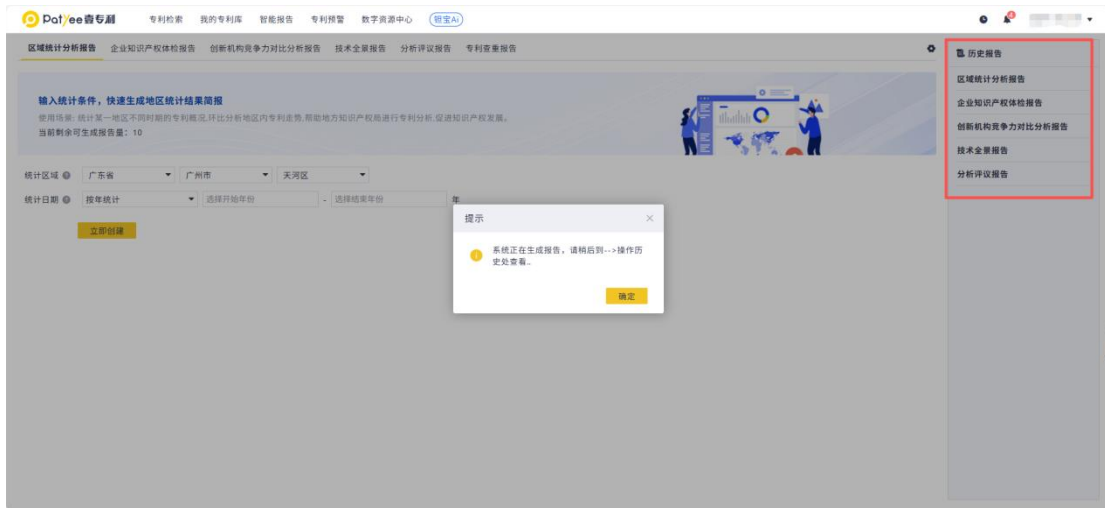 Patyee壹专利 专利检索 我的专利库 智能报告 专利预警 数字资源中心 钽宝Ai 4
区域统计分析报告 企业知识产权体检报告 创新机构竞争力对比分析报告 技术全景报告 分析评议报告 专利查重报告
输入统计条件，快速生成地区统计结果简报
使用场景: 统计某一地区不同时期的专利概况,环比分析地区内专利走势,帮助地方知识产权局进行专利分析,促进知识产权发展。
当前剩余可生成报告量：10
统计区域 广东省 广州市 天河区
统计日期 按年统计 选择开始年份 - 选择结束年份 年
立即创建
提示
系统正在生成报告，请稍后到-->操作历
史处查看..
确定
历史报告
区域统计分析报告
企业知识产权体检报告
创新机构竞争力对比分析报告
技术全景报告
分析评议报告